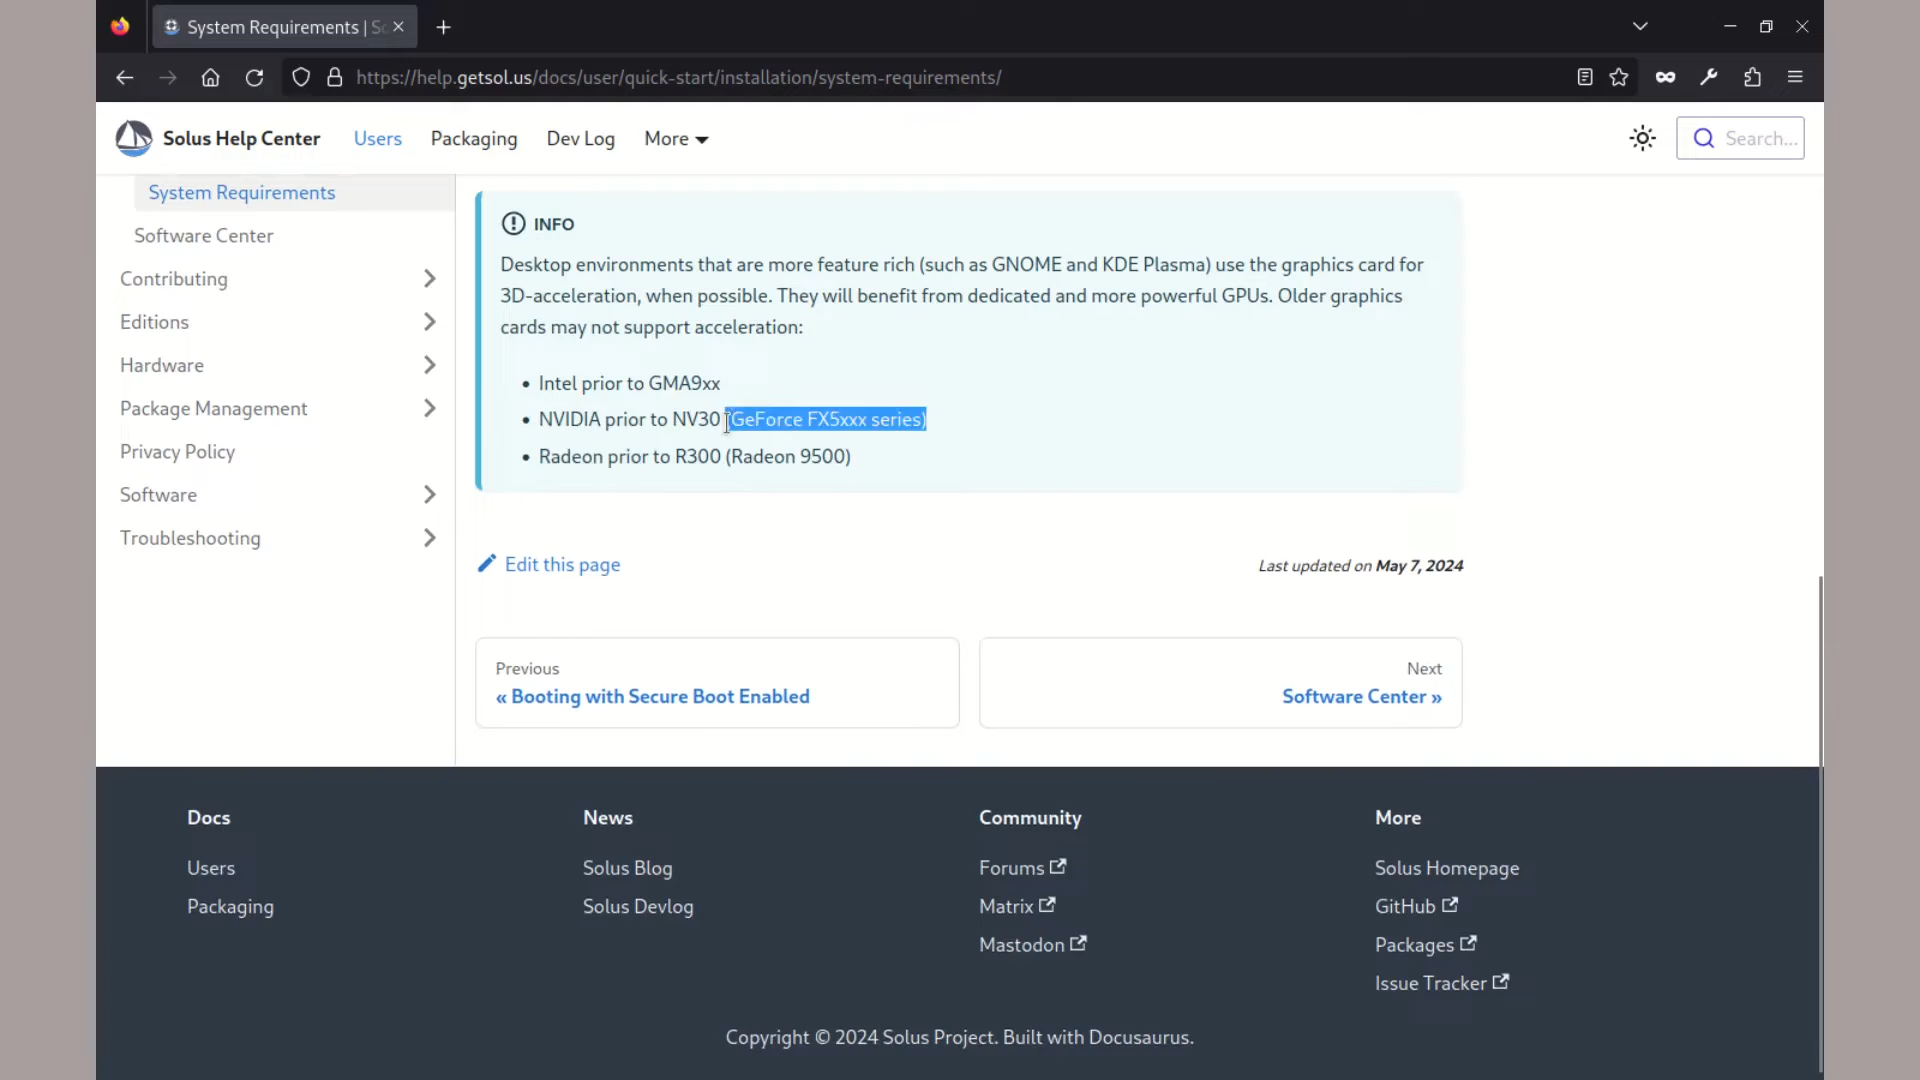 System Requirements | So
https://help.getsol.us/docs/user/quick-start/installation/system-requirements/
Solus Help Center
Users
Packaging
Dev Log
More
Search...
System Requirements
Software Center
Contributing
Editions
Hardware
Package Management
Privacy Policy
Software
Troubleshooting
INFO
Desktop environments that are more feature rich (such as GNOME and KDE Plasma) use the graphics card for
3D-acceleration, when possible. They will benefit from dedicated and more powerful GPUs. Older graphics
cards may not support acceleration:
• Intel prior to GMA9xx
• NVIDIA prior to NV30 (GeForce FX5xxx series)
• Radeon prior to R300 (Radeon 9500)
Edit this page
Last updated on May 7, 2024
Previous
« Booting with Secure Boot Enabled
Next
Software Center »
Docs
Users
Packaging
News
Solus Blog
Solus Devlog
Community
Forums
Matrix
Mastodon
More
Solus Homepage
GitHub
Packages
Issue Tracker
Copyright © 2024 Solus Project. Built with Docusaurus.